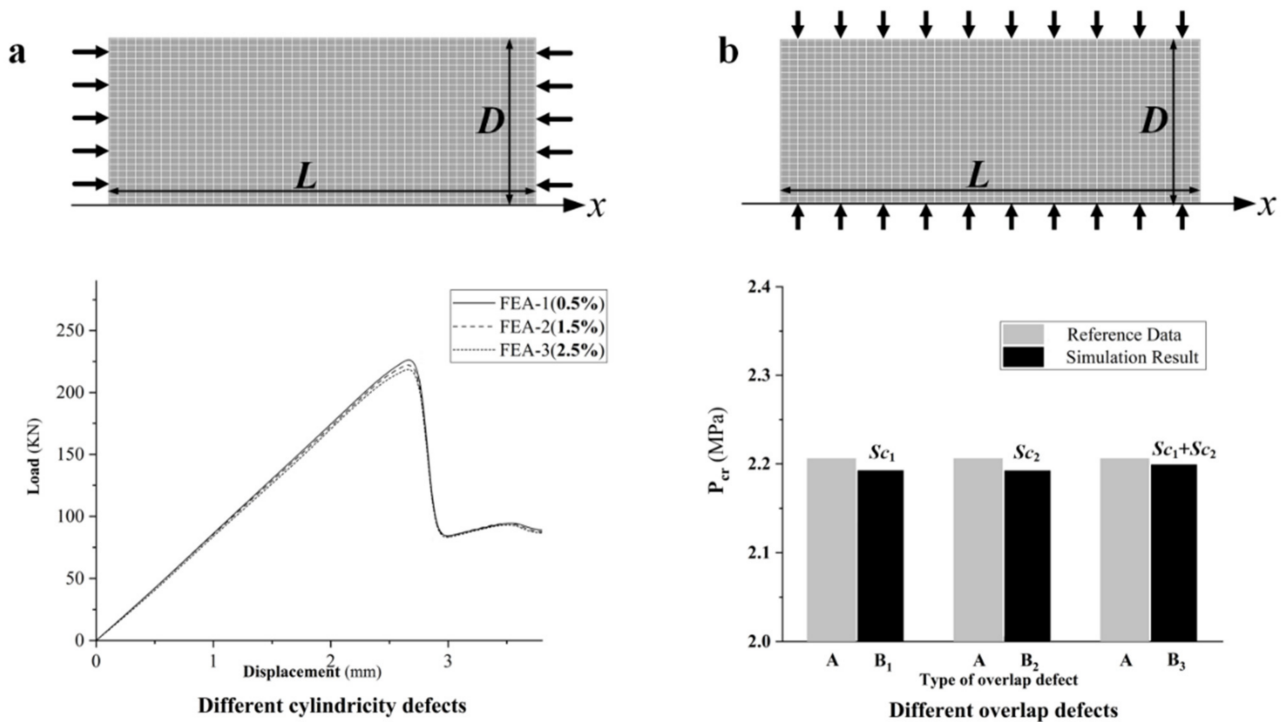 a
D
L
x
b
D
L
x
FEA-1(0.5%)
FEA-2(1.5%)
FEA-3(2.5%)
250
200
150
100
50
0
Load (KN)
0 1 2 3
Displacement (mm)
Different cylindricity defects
2.4
2.3
2.2
2.1
2.0
Pcr (MPa)
Reference Data
Simulation Result
Sc1 Sc2 Sc1+Sc2
A B1 A B2 A B3
Type of overlap defect
Different overlap defects